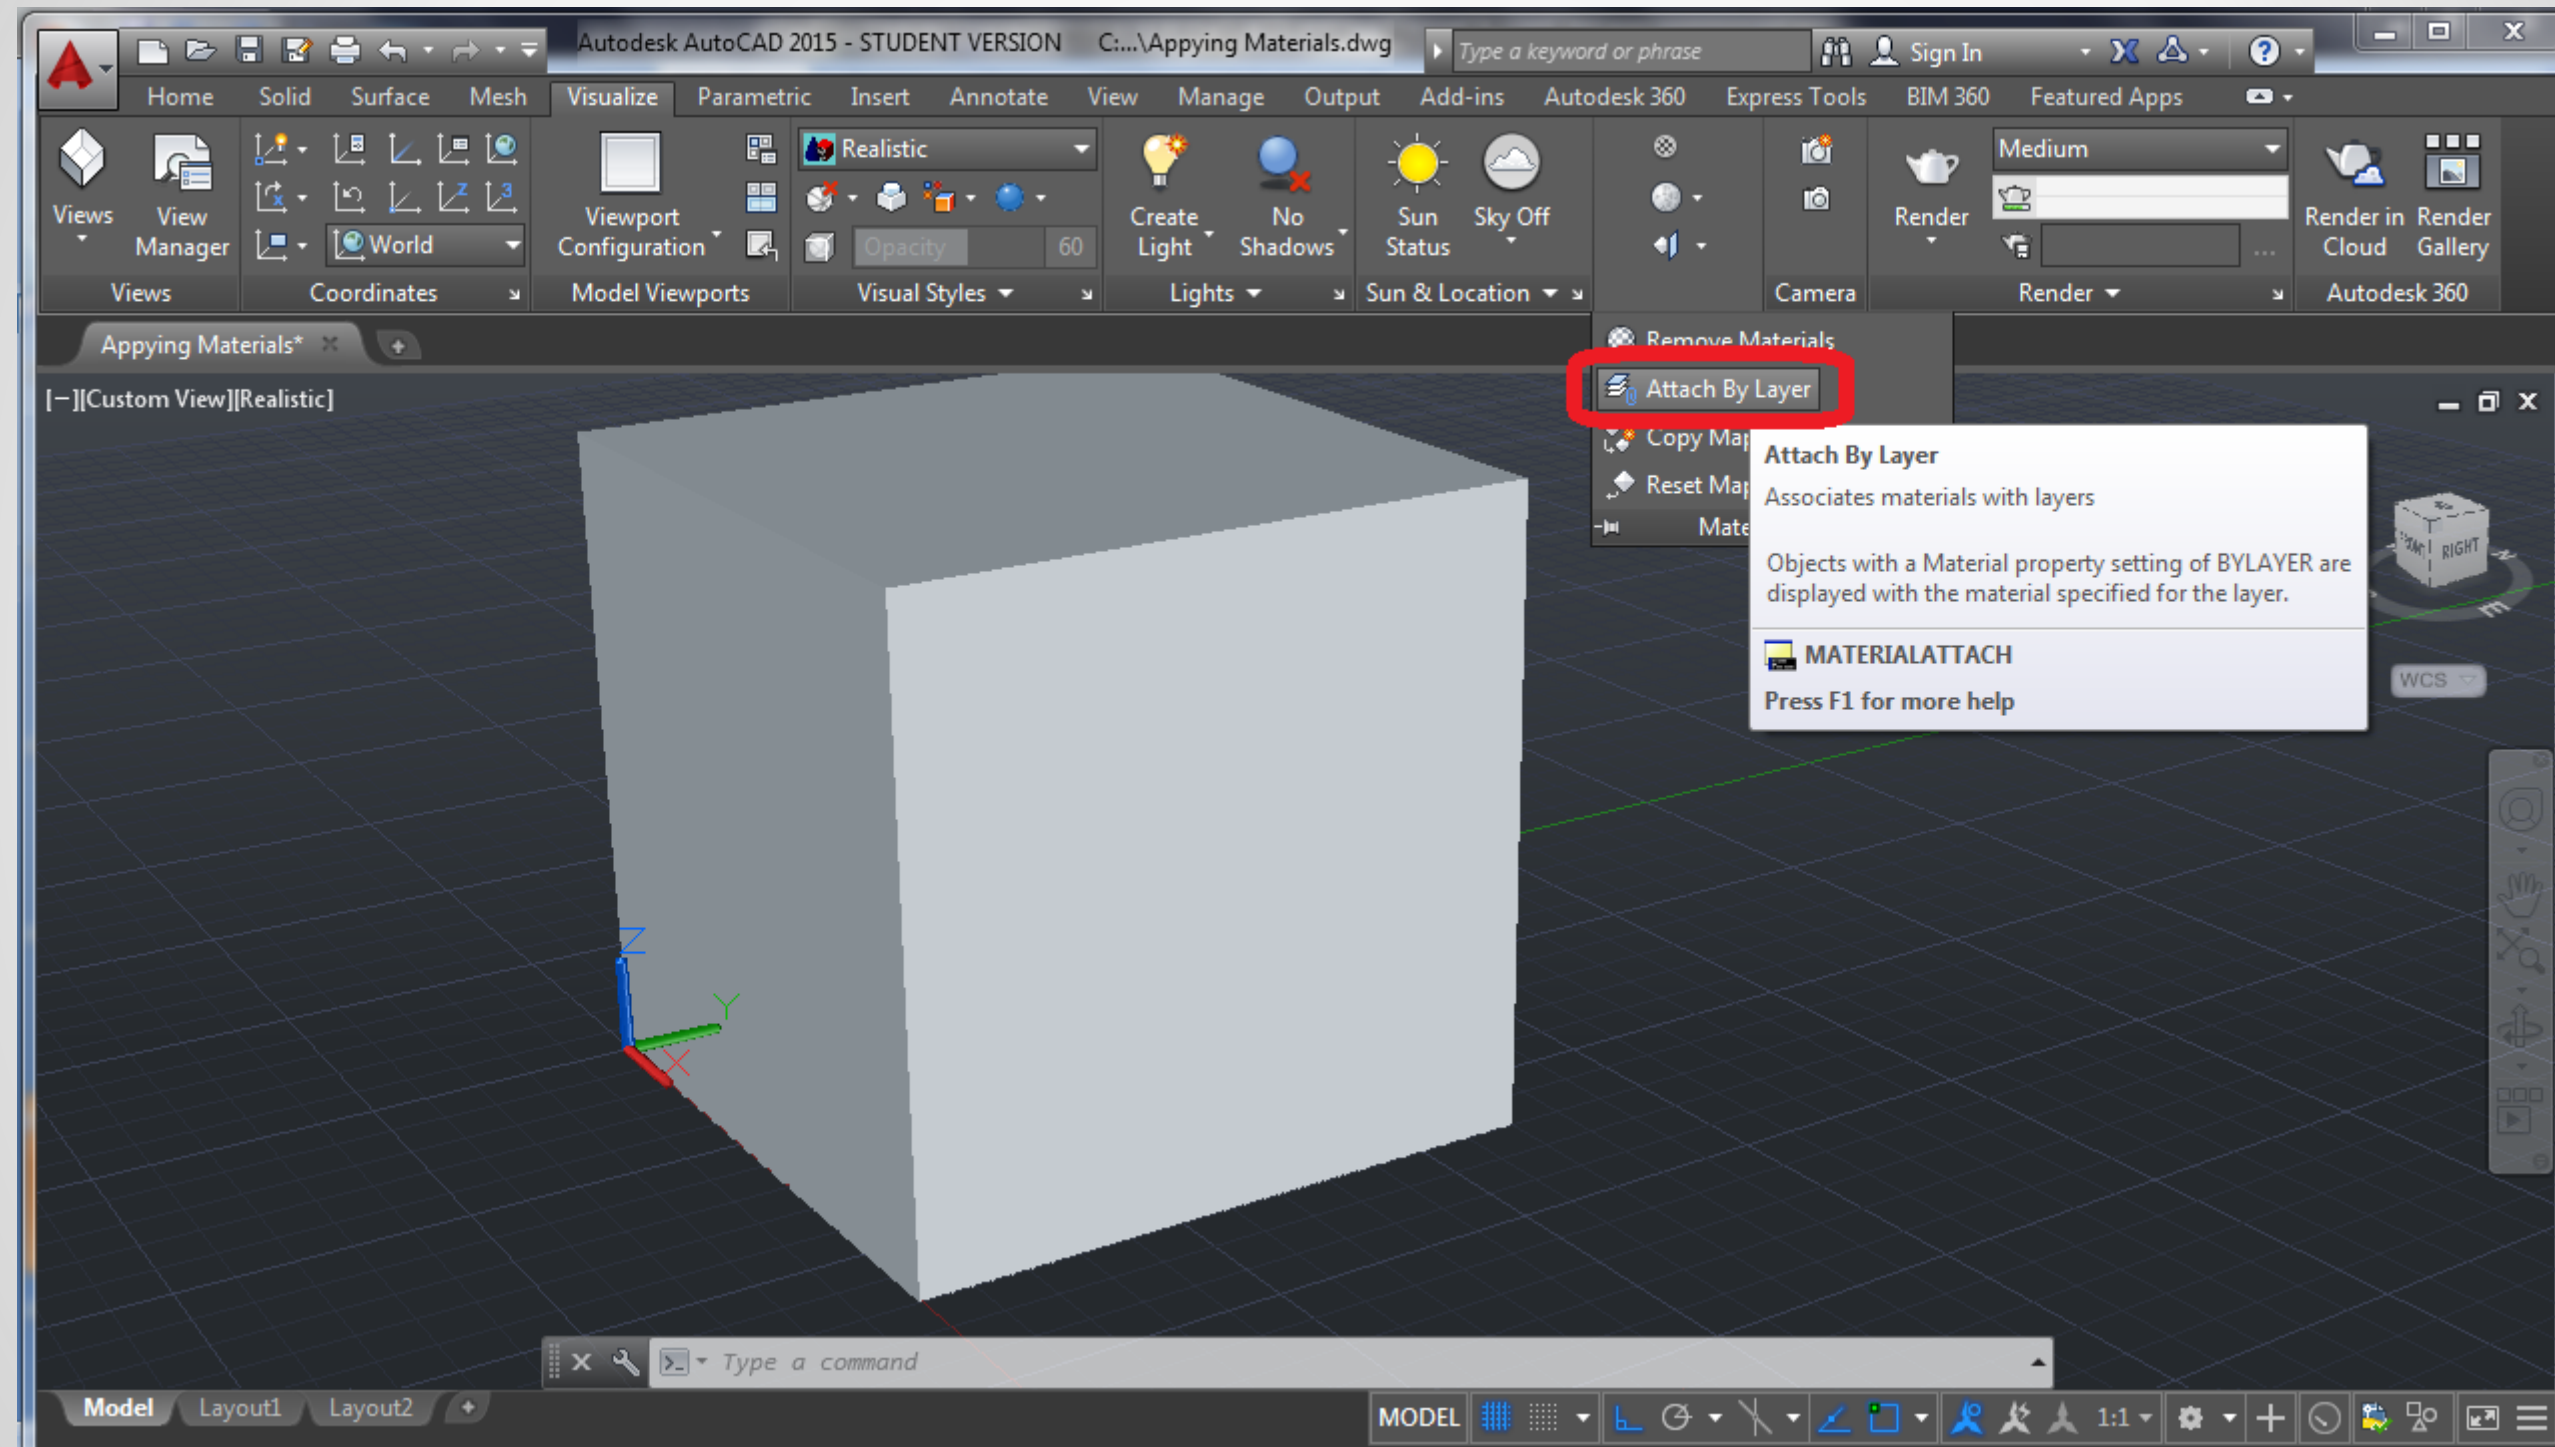 Autodesk AutoCAD 2015 - STUDENT VERSION C:...\Appying Materials.dwg
Type a keyword or phrase
Sign In
Home Solid Surface Mesh Visualize Parametric Insert Annotate View Manage Output Add-ins Autodesk 360 Express Tools BIM 360 Featured Apps
Views
View
Manager
World
Viewport
Configuration
Realistic
Opacity 60
Create
Light
No
Shadows
Sun
Status
Sky Off
Render
Medium
Render in
Cloud
Render
Gallery
Views Coordinates Model Viewports Visual Styles Lights Sun & Location Camera Render Autodesk 360
Appying Materials*
Remove Materials
Attach By Layer
Copy Map
Reset Map
Mate
[−][Custom View][Realistic]
Attach By Layer
Associates materials with layers
Objects with a Material property setting of BYLAYER are
displayed with the material specified for the layer.
MATERIALATTACH
Press F1 for more help
RIGHT
E
WCS
Z
Y
X
Type a command
Model Layout1 Layout2
MODEL 1:1